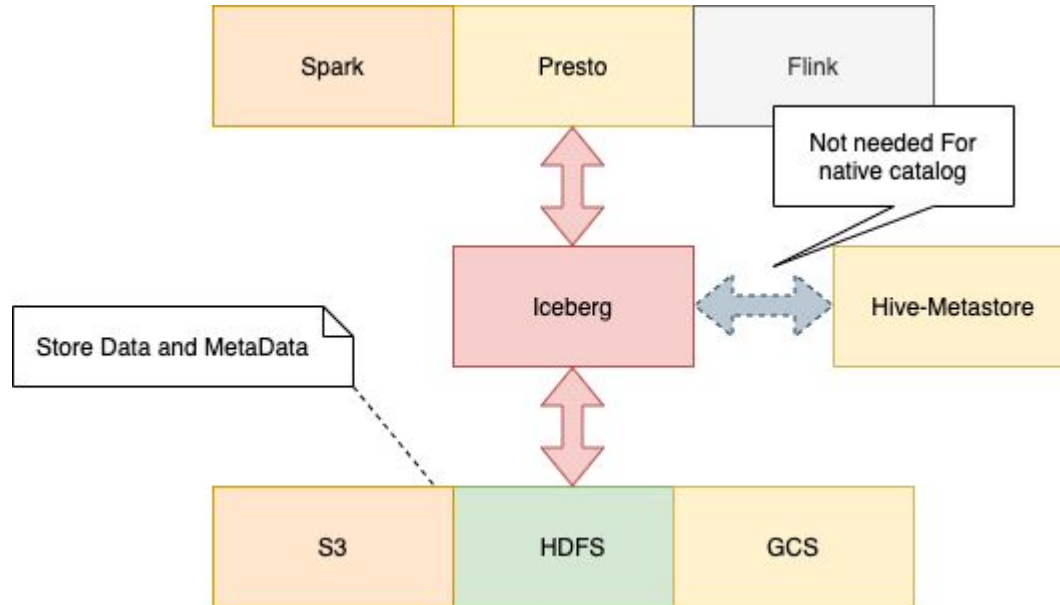 Spark
Presto
Flink
Not needed For
native catalog
Iceberg
Hive-Metastore
Store Data and MetaData
S3
HDFS
GCS